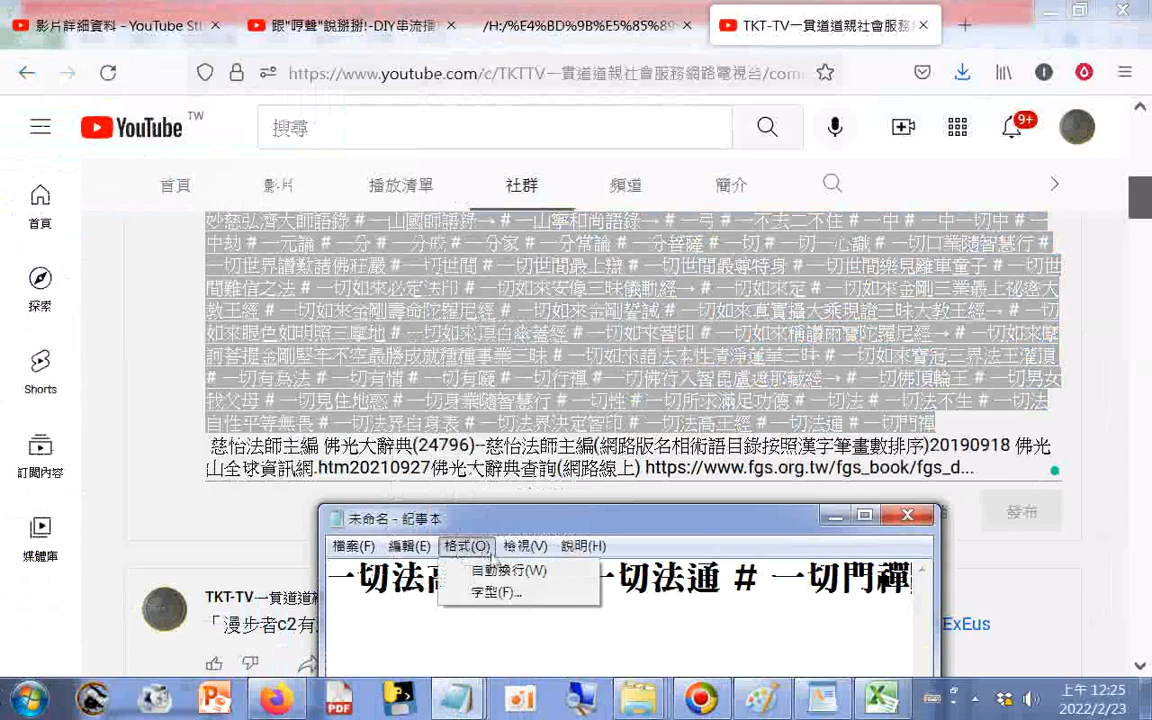 影片詳細資料 - YouTube Stu
跟"哼聲"說掰掰!-DIY串流播
/H:/%E4%BD%9B%E5%85%89%
TKT-TV一貫道道親社會服務
https://www.youtube.com/c/TKTTV一貫道道親社會服務網路電視台/com
YouTube TW
搜尋
9+
首頁 影片 播放清單 社群 頻道 簡介
首頁
探索
Shorts
訂閱內容
媒體庫
妙慈弘濟大師語錄 # 一山國師語錄→ # 一山寧和尚語錄→ # 一弓 # 一不去二不住 # 一中 # 一中一切中 # 一
中劫 # 一元論 # 一分 # 一分家 # 一分常論 # 一分菩薩 # 一切 # 一切一心識 # 一切口業隨智慧行 #
一切世界讚歎諸佛莊嚴 # 一切世間 # 一切世間最上辯 # 一切世間最尊特身 # 一切世間樂見離車童子 # 一切世
間難信之法 # 一切如來必定法印 # 一切如來安像三昧儀軌經→ # 一切如來定 # 一切如來金剛三業最上祕密大
教王經 # 一切如來金剛壽命陀羅尼經 # 一切如來金剛誓誡 # 一切如來真實攝大乘現證三昧大教王經→ # 一切
如來眼色如明照三摩地 # 一切如來頂白傘蓋經 # 一切如來智印 # 一切如來稱讚雨寶陀羅尼經→ # 一切如來摩
訶菩提金剛堅牢不空最勝成就種種事業三昧 # 一切如來諸法本性清淨蓮華三昧 # 一切如來寶冠三界法王灌頂
# 一切有為法 # 一切有情 # 一切有礙 # 一切行禪 # 一切佛行入智毘盧遮那藏經→ # 一切佛頂輪王 # 一切男女
我父母 # 一切見住地惑 # 一切身業隨智慧行 # 一切性 # 一切所求滿足功德 # 一切法 # 一切法不生 # 一切法
自性平等無畏 # 一切法界自身表 # 一切法界決定智印 # 一切法高王經 # 一切法通 # 一切門禪
慈怡法師主編 佛光大辭典(24796)--慈怡法師主編(網路版名相術語目錄按照漢字筆畫數排序)20190918 佛光
山全球資訊網.htm20210927佛光大辭典查詢(網路線上) https://www.fgs.org.tw/fgs_book/fgs_d...
發布
未命名 - 記事本
檔案(F) 編輯(E) 格式(O) 檢視(V) 說明(H)
自動換行(W)
字型(F)...
一切法 一切法通 # 一切門禪
TKT-TV一貫道道親
「漫步者c2有
ExEus
上午 12:25
2022/2/23